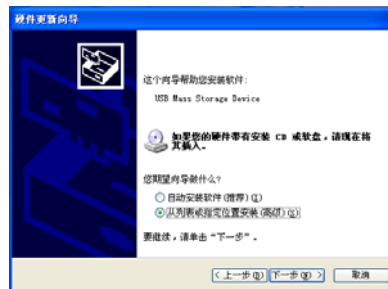 硬件更新向导
这个向导帮助您安装软件:
USB Mass Storage Device
如果您的硬件带有安装 CD 或软盘，请现在将
其插入。
您期望向导做什么?
自动安装软件(推荐)(I)
从列表或指定位置安装(高级)(S)
要继续，请单击“下一步”。
<上一步(B) 下一步(N)> 取消